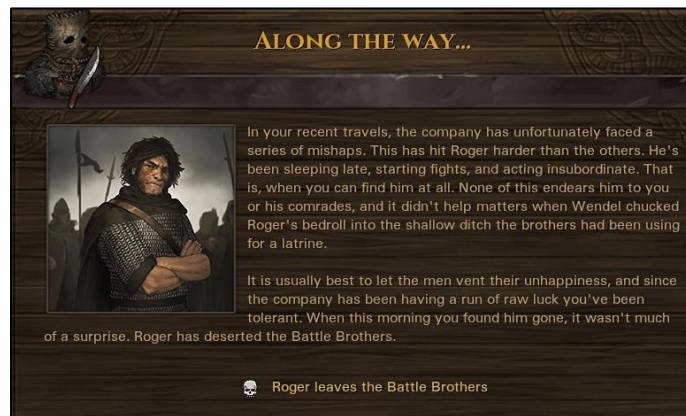 ALONG THE WAY...
In your recent travels, the company has unfortunately faced a
series of mishaps. This has hit Roger harder than the others. He's
been sleeping late, starting fights, and acting insubordinate. That
is, when you can find him at all. None of this endears him to you
or his comrades, and it didn't help matters when Wendel chucked
Roger's bedroll into the shallow ditch the brothers had been using
for a latrine.
It is usually best to let the men vent their unhappiness, and since
the company has been having a run of raw luck you've been
tolerant. When this morning you found him gone, it wasn't much
of a surprise. Roger has deserted the Battle Brothers.
Roger leaves the Battle Brothers